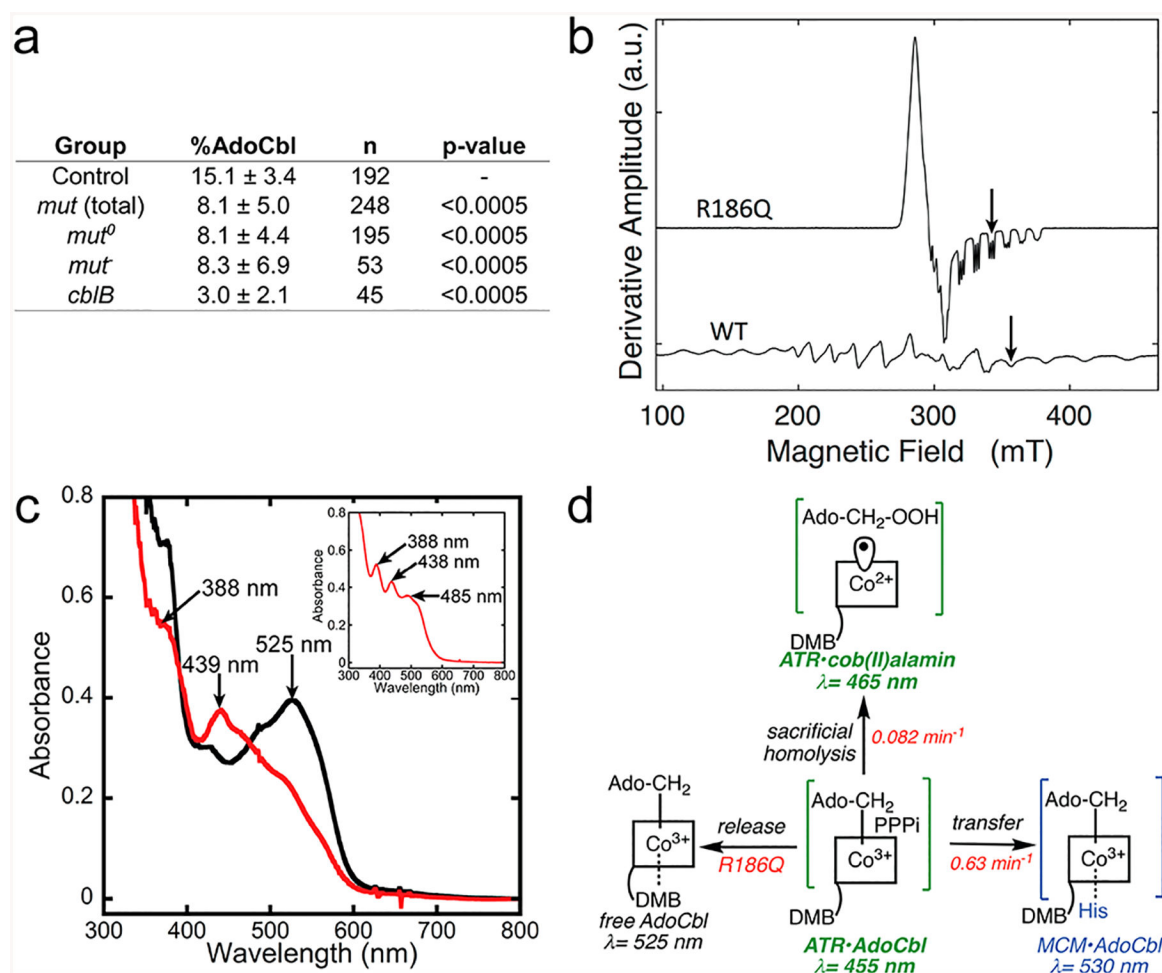 a
Group %AdoCbl n p-value
Control 15.1 ± 3.4 192 -
mut (total) 8.1 ± 5.0 248 <0.0005
mut⁰ 8.1 ± 4.4 195 <0.0005
mut⁻ 8.3 ± 6.9 53 <0.0005
cblB 3.0 ± 2.1 45 <0.0005
b
Derivative Amplitude (a.u.)
R186Q
WT
100 200 300 400
Magnetic Field (mT)
c
Absorbance
0.8
0.6
0.4
0.2
0
388 nm
439 nm
525 nm
300 400 500 600 700 800
Wavelength (nm)
Absorbance
0.8
0.6
0.4
0.2
0
388 nm
438 nm
485 nm
300 400 500 600 700 800
Wavelength (nm)
d
Ado-CH₂-OOH
Co²⁺
DMB
ATR•cob(II)alamin
λ= 465 nm
sacrificial
homolysis
0.082 min⁻¹
Ado-CH₂
Co³⁺
DMB
free AdoCbl
λ= 525 nm
release
R186Q
Ado-CH₂
PPPi
Co³⁺
DMB
ATR•AdoCbl
λ= 455 nm
transfer
0.63 min⁻¹
Ado-CH₂
Co³⁺
DMB His
MCM•AdoCbl
λ= 530 nm